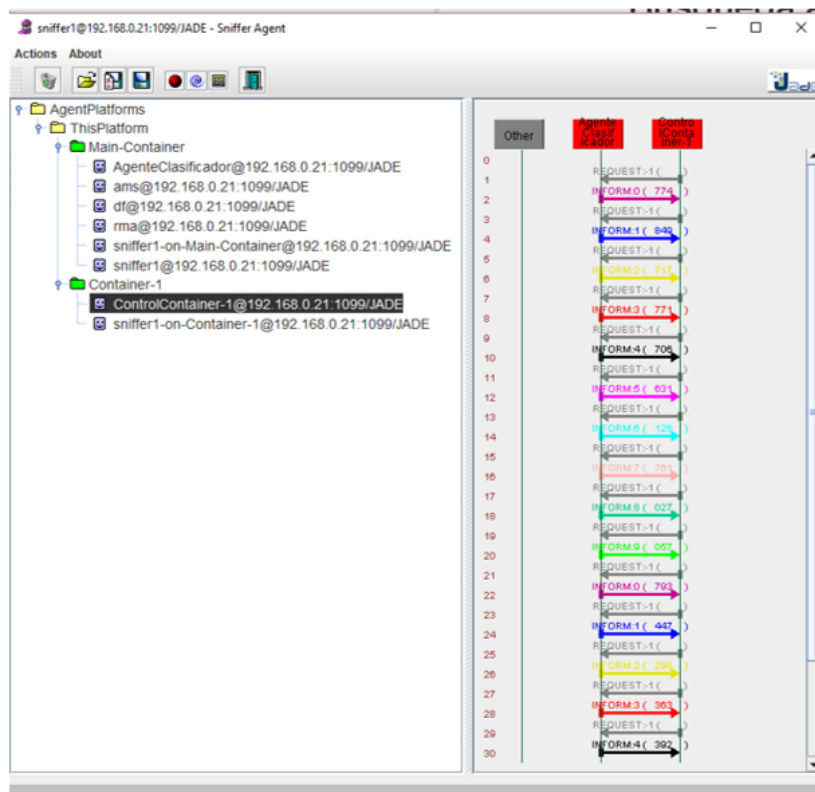 sniffer1@192.168.0.21:1099/JADE - Sniffer Agent
Actions About
AgentPlatforms
ThisPlatform
Main-Container
AgenteClasificador@192.168.0.21:1099/JADE
ams@192.168.0.21:1099/JADE
df@192.168.0.21:1099/JADE
rma@192.168.0.21:1099/JADE
sniffer1-on-Main-Container@192.168.0.21:1099/JADE
sniffer1@192.168.0.21:1099/JADE
Container-1
ControlContainer-1@192.168.0.21:1099/JADE
sniffer1-on-Container-1@192.168.0.21:1099/JADE
Other
Agente
Clasif
icador
Contro
lConta
iner-1
0
REQUEST:-1 ( )
1
INFORM:0 ( 774 )
2
REQUEST:-1 ( )
3
INFORM:1 ( 849 )
4
REQUEST:-1 ( )
5
INFORM:2 ( 717 )
6
REQUEST:-1 ( )
7
INFORM:3 ( 771 )
8
REQUEST:-1 ( )
9
INFORM:4 ( 705 )
10
REQUEST:-1 ( )
11
INFORM:5 ( 631 )
12
REQUEST:-1 ( )
13
INFORM:6 ( 128 )
14
REQUEST:-1 ( )
15
INFORM:7 ( 761 )
16
REQUEST:-1 ( )
17
INFORM:8 ( 027 )
18
REQUEST:-1 ( )
19
INFORM:9 ( 057 )
20
REQUEST:-1 ( )
21
INFORM:0 ( 793 )
22
REQUEST:-1 ( )
23
INFORM:1 ( 447 )
24
REQUEST:-1 ( )
25
INFORM:2 ( 298 )
26
REQUEST:-1 ( )
27
INFORM:3 ( 363 )
28
REQUEST:-1 ( )
29
INFORM:4 ( 392 )
30